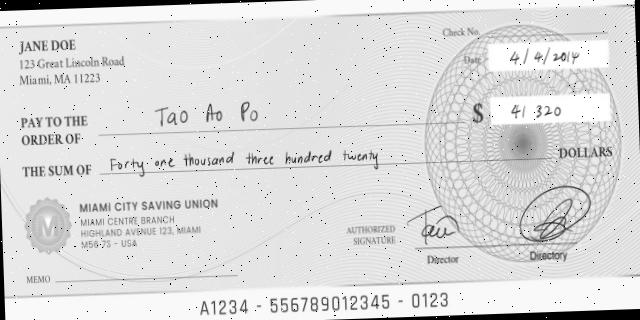 JANE DOE
123 Great Lincoln Road
Miami, MA 11223
Check No.
Date 4/4/2014
PAY TO THE
ORDER OF Tao Ao Po
$ 41 320
THE SUM OF Forty one thousand three hundred twenty DOLLARS
M
MIAMI CITY SAVING UNION
MIAMI CENTRE BRANCH
HIGHLAND AVENUE 123, MIAMI
M56 7S - USA
AUTHORIZED
SIGNATURE
Director
Directory
MEMO
A1234 - 556789012345 - 0123